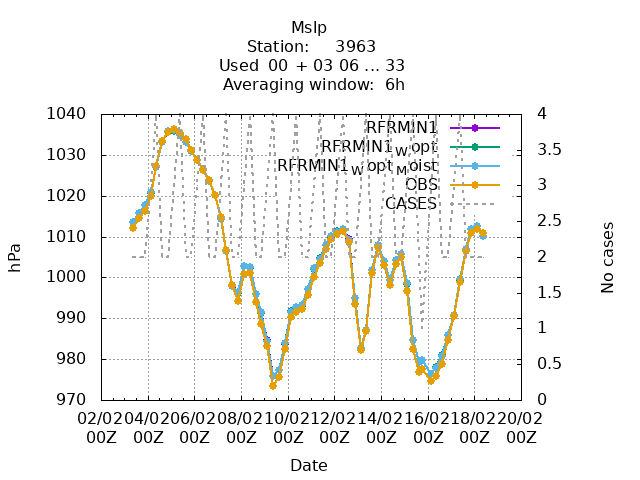 Mslp
Station: 3963
Used 00 + 03 06 ... 33
Averaging window: 6h
1040
1030
1020
1010
1000
990
980
970
hPa
4
3.5
3
2.5
2
1.5
1
0.5
0
No cases
RFRMIN1
RFRMIN1_W opt
RFRMIN1_W opt_M oist
OBS
CASES
02/02 04/02 06/02 08/02 10/02 12/02 14/02 16/02 18/02 20/02
00Z 00Z 00Z 00Z 00Z 00Z 00Z 00Z 00Z 00Z
Date